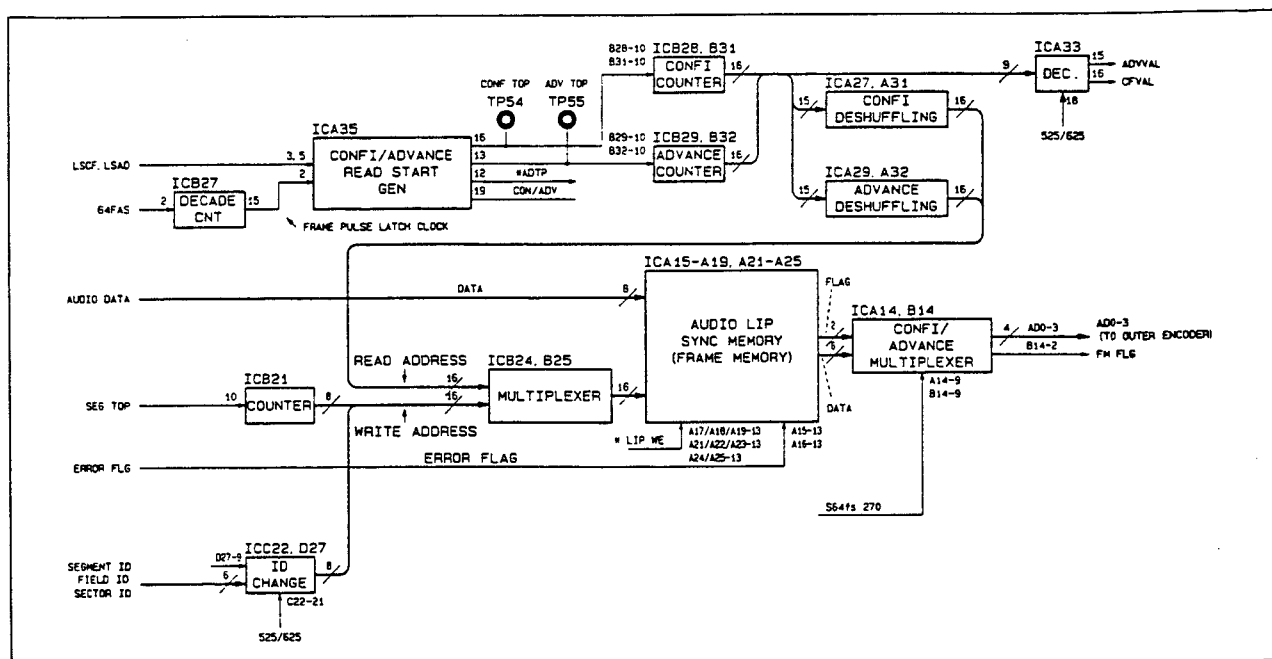 ICB28, B31
B28-10
B31-10
CONFI
COUNTER
16
CONF TOP
TP54
ADV TOP
TP55
ICA33
DEC.
9
15
ADVVAL
16
CFVAL
18
525/625
ICA27, A31
15
CONFI
DESHUFFLING
16
ICA35
CONFI/ADVANCE
READ START
GEN
LSCF, LSAD
3, 5
2
16
13
12
19
*ADTP
CON/ADV
B29-10
B32-10
ICB29, B32
ADVANCE
COUNTER
16
ICA29, A32
15
ADVANCE
DESHUFFLING
16
ICB27
64FAS
2
DECADE
CNT
15
FRAME PULSE LATCH CLOCK
ICA15-A19, A21-A25
AUDIO DATA
DATA
8
AUDIO LIP
SYNC MEMORY
(FRAME MEMORY)
FLAG
2
6
DATA
ICA14, B14
CONFI/
ADVANCE
MULTIPLEXER
4
AD0-3
AD0-3
(TO OUTER ENCODER)
B14-2
FM FLG
A14-9
B14-9
READ ADDRESS
16
16
ICB24, B25
MULTIPLEXER
16
ICB21
SEG TOP
10
COUNTER
8
WRITE ADDRESS
* LIP WE
A17/A18/A19-13
A21/A22/A23-13
A24/A25-13
A15-13
A16-13
ERROR FLG
ERROR FLAG
S64fs 270
ICC22, D27
SEGMENT ID
FIELD ID
SECTOR ID
D27-9
6
ID
CHANGE
8
C22-21
525/625